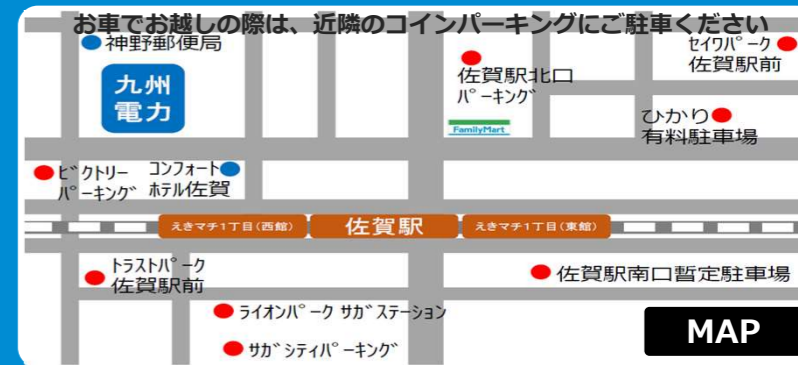 お車でお越しの際は、近隣のコインパーキングにご駐車ください
神野郵便局
九州
電力
佐賀駅北口
パーキング
FamilyMart
セイワパーク
佐賀駅前
ひかり
有料駐車場
ビクトリー
パーキング
コンフォート
ホテル佐賀
えきマチ1丁目(西館)
佐賀駅
えきマチ1丁目(東館)
トラストパーク
佐賀駅前
佐賀駅南口暫定駐車場
ライオンパーク サガステーション
サガシティパーキング
MAP